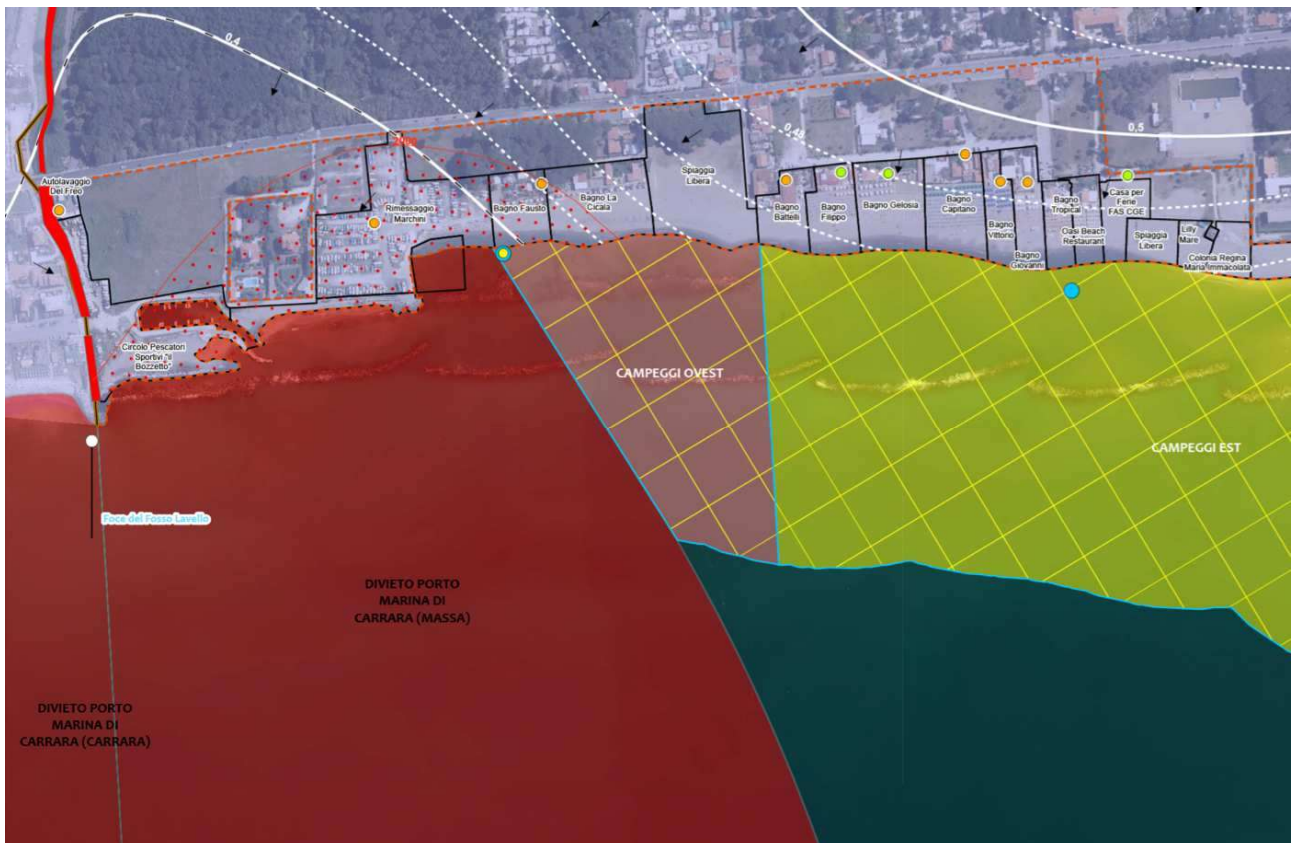 0,4
0,45
0,5
Autolavaggio
Del Freo
Rimessaggio
Marchini
Bagno Fausto
Bagno La
Cicala
Spiaggia
Libera
Bagno
Battelli
Bagno
Filippo
Bagno Gelosia
Bagno
Capitano
Bagno
Vittorio
Bagno
Giovanni
Bagno
Tropical
Oasi Beach
Restaurant
Casa per
Ferie
FAS CGE
Spiaggia
Libera
Lilly
Mare
Colonia Regina
Maria Immacolata
Circolo Pescatori
Sportivi "Il
Bozzetto"
CAMPEGGI OVEST
CAMPEGGI EST
Foce del Fosso Lavello
DIVIETO PORTO
MARINA DI
CARRARA (MASSA)
DIVIETO PORTO
MARINA DI
CARRARA (CARRARA)